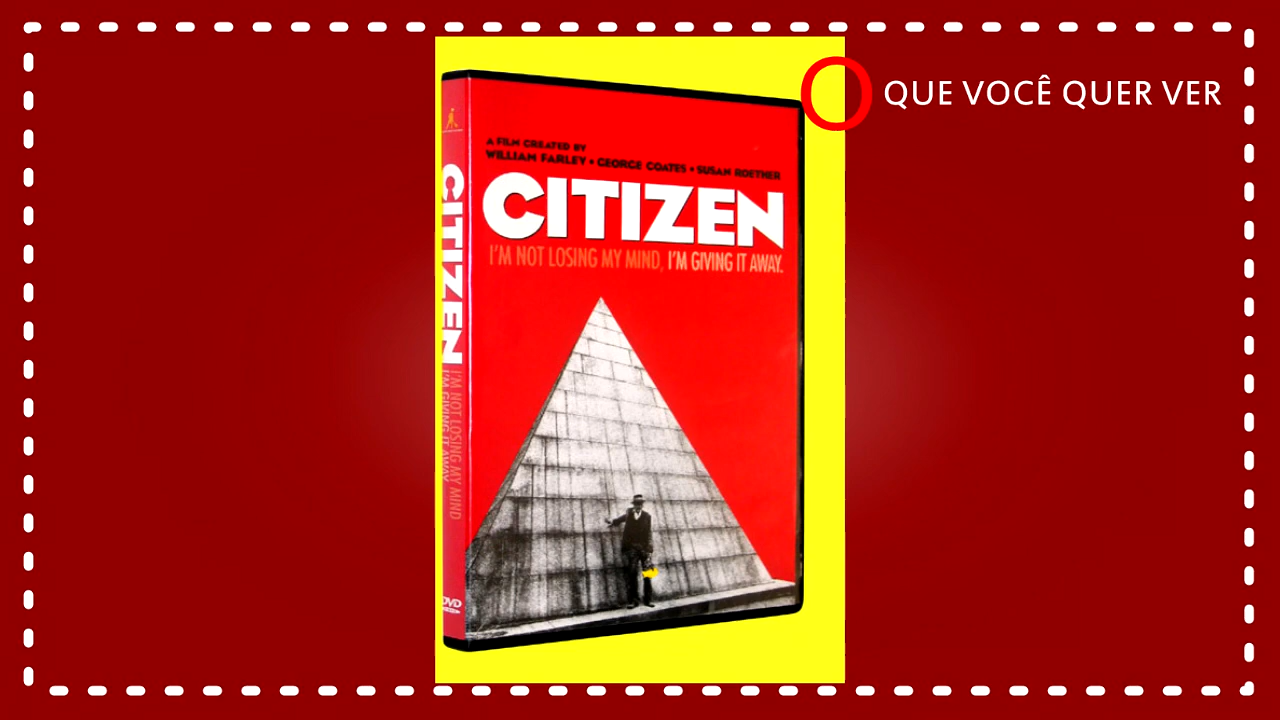 O QUE VOCÊ QUER VER
A FILM CREATED BY
WILLIAM FARLEY • GEORGE COATES • SUSAN ROETHER
CITIZEN
I'M NOT LOSING MY MIND, I'M GIVING IT AWAY.
CITIZEN
I'M NOT LOSING MY MIND
I'M GIVING IT AWAY
DVD